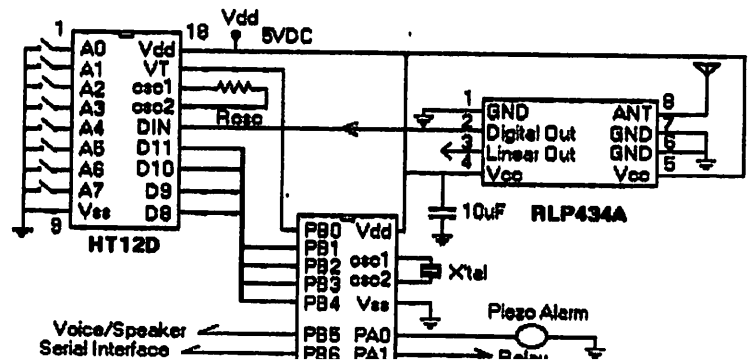 1
18
Vdd
5VDC
A0 Vdd
A1 VT
A2 osc1
A3 osc2
Rosc
A4 DIN
A5 D11
A6 D10
A7 D9
Vss D8
9
HT12D
1
GND ANT
8
2
Digital Out GND
7
3
Linear Out GND
6
4
Vcc Vcc
5
10uF
RLP434A
PB0 Vdd
PB1
PB2 osc1
PB3 osc2
X'tal
PB4 Vss
Voice/Speaker
PB5 PA0
Piezo Alarm
Serial Interface
PB6 PA1
Relay